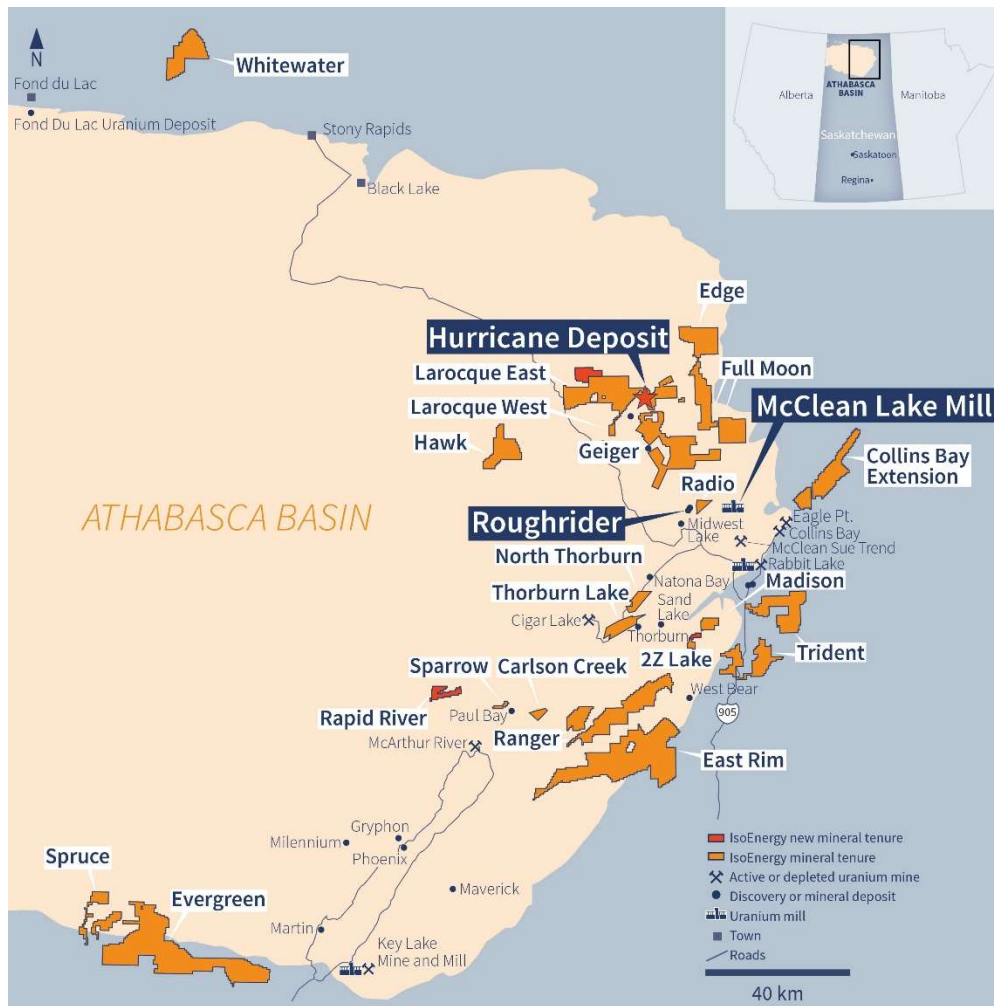 N
Whitewater
Fond du Lac
Fond Du Lac Uranium Deposit
Stony Rapids
Black Lake
Alberta
ATHABASCA
BASIN
Manitoba
Saskatchewan
Saskatoon
Regina
Edge
Hurricane Deposit
Larocque East
Full Moon
Larocque West
McClean Lake Mill
Hawk
Geiger
Collins Bay
Extension
Radio
ATHABASCA BASIN
Roughrider
Midwest
Lake
Eagle Pt.
Collins Bay
McClean Sue Trend
Rabbit Lake
North Thorburn
Natona Bay
Madison
Thorburn Lake
Sand
Lake
Cigar Lake
Thorburn
2Z Lake
Trident
Sparrow
Carlson Creek
West Bear
Rapid River
Paul Bay
905
McArthur River
Ranger
East Rim
Gryphon
Milennium
Phoenix
Maverick
Spruce
Evergreen
Martin
Key Lake
Mine and Mill
IsoEnergy new mineral tenure
IsoEnergy mineral tenure
Active or depleted uranium mine
Discovery or mineral deposit
Uranium mill
Town
Roads
40 km